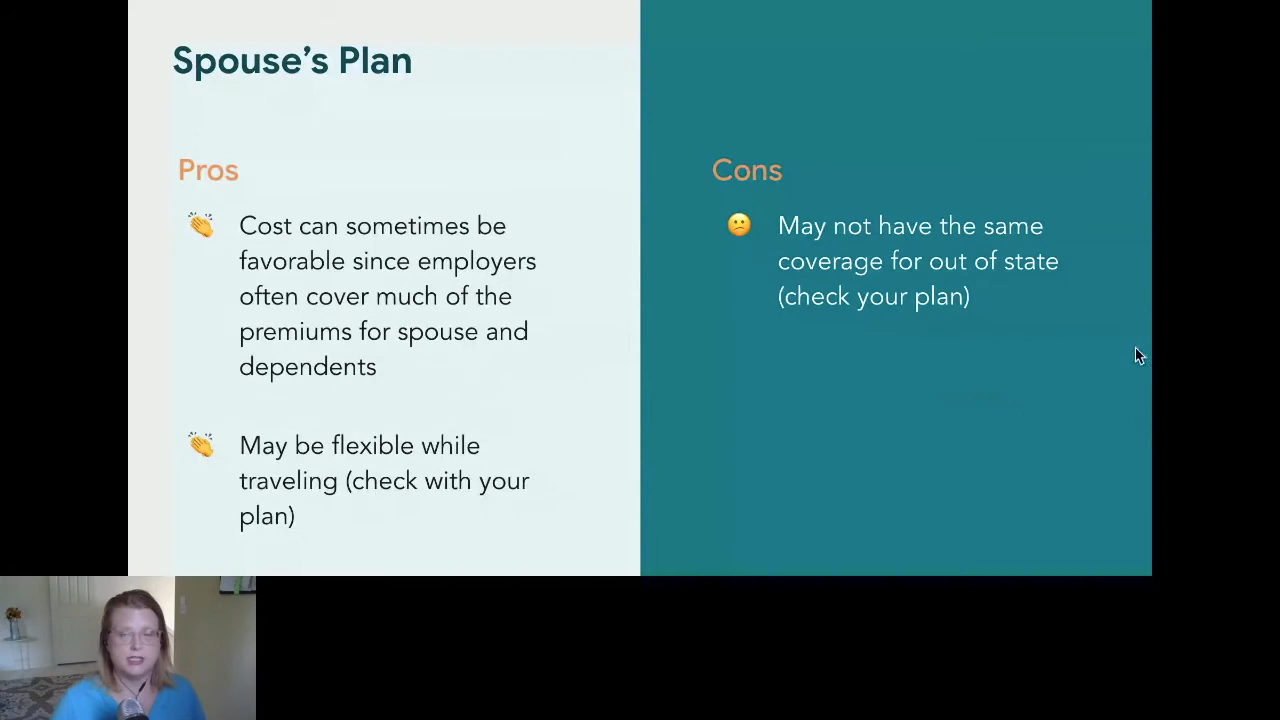 Spouse's Plan
Pros
👏 Cost can sometimes be
favorable since employers
often cover much of the
premiums for spouse and
dependents
👏 May be flexible while
traveling (check with your
plan)
Cons
😕 May not have the same
coverage for out of state
(check your plan)